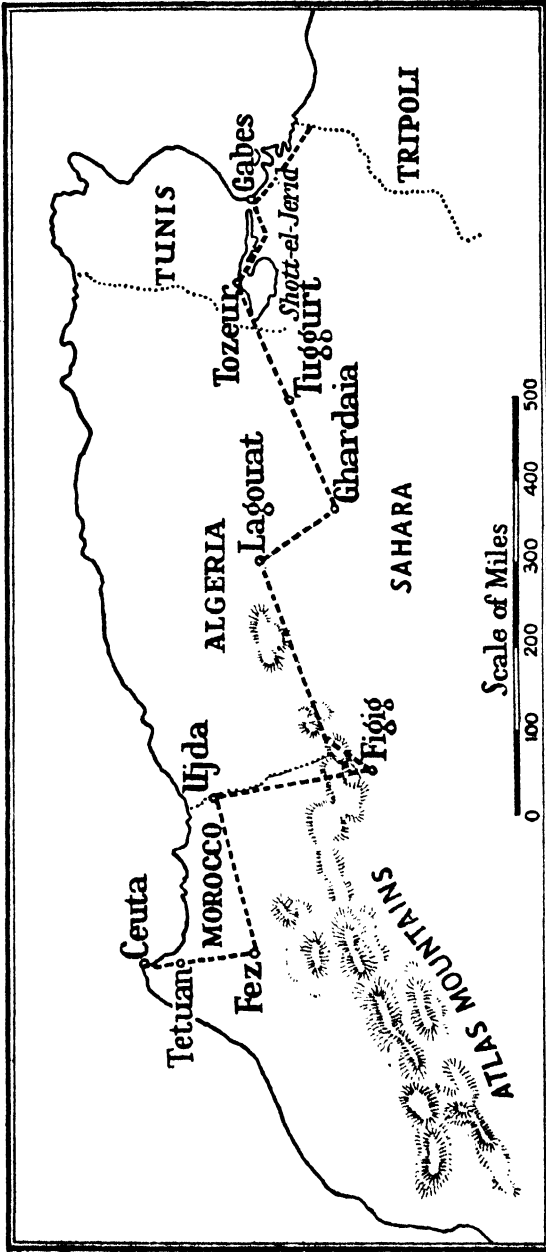 Ceuta
Tetuan
MOROCCO
Fez
Ujda
Figig
ALGERIA
Lagouat
Ghardaia
Tuggurt
Tozeur
TUNIS
Gabes
Shott-el-Jerid
TRIPOLI
SAHARA
ATLAS MOUNTAINS
Scale of Miles
0 100 200 300 400 500